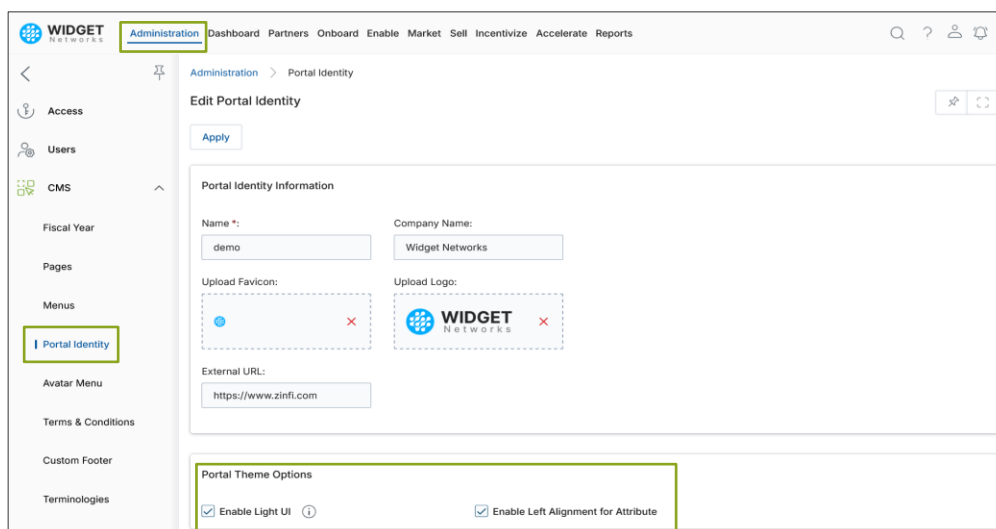 WIDGET
Networks
Administration Dashboard Partners Onboard Enable Market Sell Incentivize Accelerate Reports
Administration > Portal Identity
Access
Users
CMS
Fiscal Year
Pages
Menus
Portal Identity
Avatar Menu
Terms & Conditions
Custom Footer
Terminologies
Edit Portal Identity
Apply
Portal Identity Information
Name *: Company Name:
demo Widget Networks
Upload Favicon: Upload Logo:
WIDGET
Networks
External URL:
https://www.zinfi.com
Portal Theme Options
Enable Light UI Enable Left Alignment for Attribute